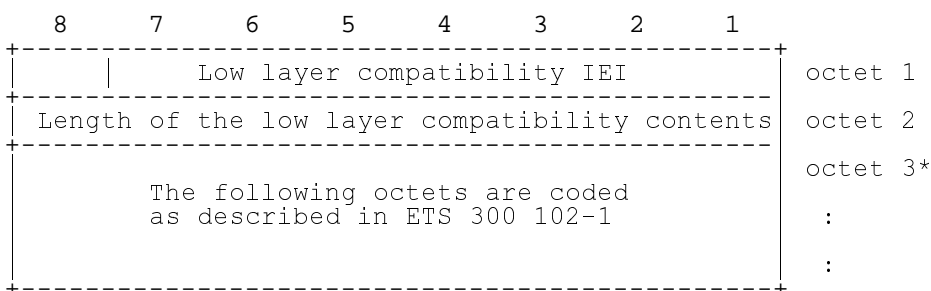 8 7 6 5 4 3 2 1
Low layer compatibility IEI octet 1
Length of the low layer compatibility contents octet 2
octet 3*
The following octets are coded
as described in ETS 300 102-1
:
: